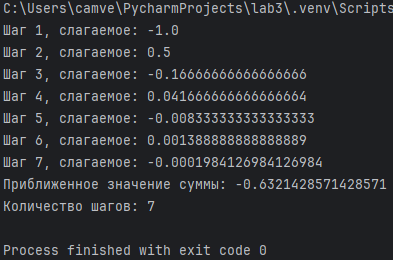 C:\Users\camve\PycharmProjects\lab3\.venv\Scripts
Шаг 1, слагаемое: -1.0
Шаг 2, слагаемое: 0.5
Шаг 3, слагаемое: -0.16666666666666666
Шаг 4, слагаемое: 0.041666666666666664
Шаг 5, слагаемое: -0.008333333333333333
Шаг 6, слагаемое: 0.001388888888888889
Шаг 7, слагаемое: -0.0001984126984126984
Приближенное значение суммы: -0.6321428571428571
Количество шагов: 7
Process finished with exit code 0